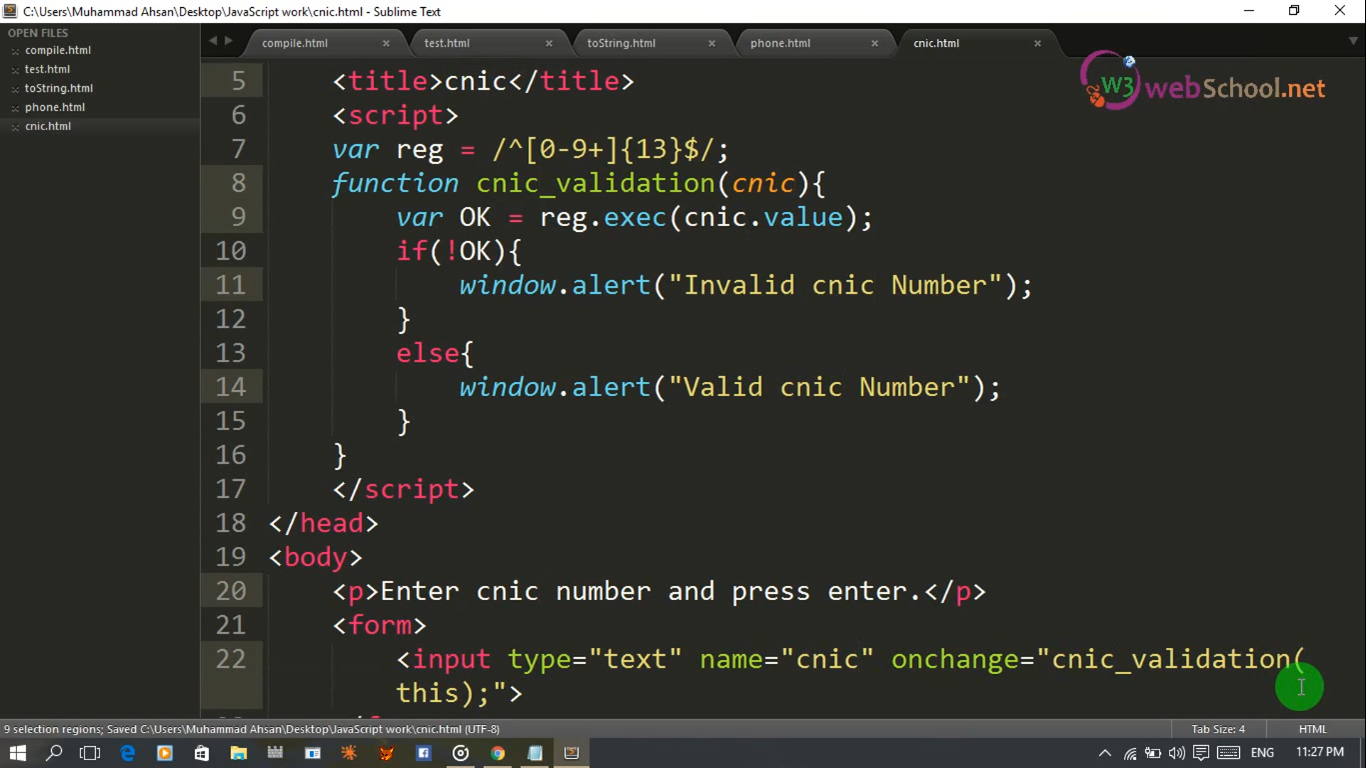 C:\Users\Muhammad Ahsan\Desktop\JavaScript work\cnic.html - Sublime Text
OPEN FILES
compile.html
test.html
toString.html
phone.html
cnic.html
compile.html test.html toString.html phone.html cnic.html
W3 webSchool.net
5 <title>cnic</title>
6 <script>
7 var reg = /^[0-9+]{13}$/;
8 function cnic_validation(cnic){
9 var OK = reg.exec(cnic.value);
10 if(!OK){
11 window.alert("Invalid cnic Number");
12 }
13 else{
14 window.alert("Valid cnic Number");
15 }
16 }
17 </script>
18 </head>
19 <body>
20 <p>Enter cnic number and press enter.</p>
21 <form>
22 <input type="text" name="cnic" onchange="cnic_validation(
this);">
9 selection regions; Saved C:\Users\Muhammad Ahsan\Desktop\JavaScript work\cnic.html (UTF-8) Tab Size: 4 HTML
ENG 11:27 PM